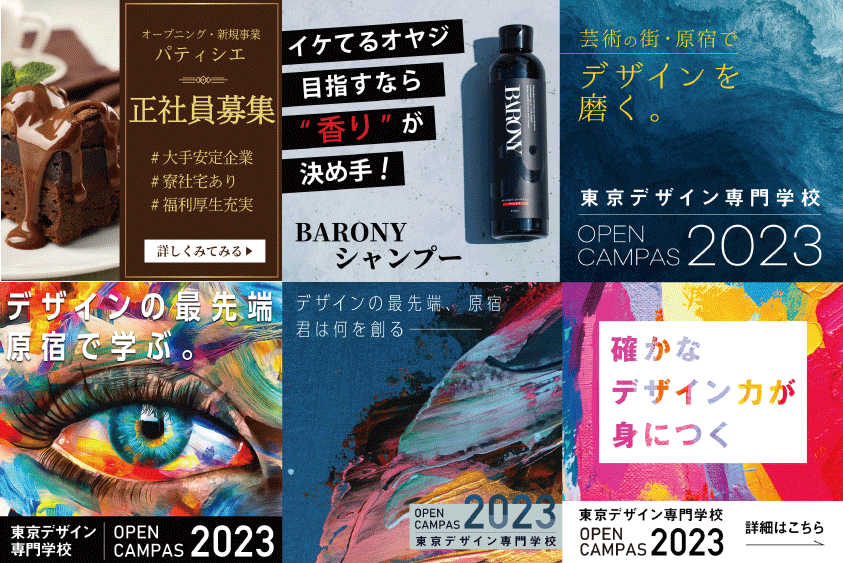 オープニング・新規事業
パティシエ
正社員募集
#大手安定企業
#寮社宅あり
#福利厚生充実
詳しくみてみる▶
イケてるオヤジ
目指すなら
“香り”が
決め手！
BARONY
BARONY
シャンプー
芸術の街・原宿で
デザインを
磨く。
東京デザイン専門学校
OPEN
CAMPAS 2023
デザインの最先端
原宿で学ぶ。
東京デザイン
専門学校
OPEN
CAMPAS 2023
デザインの最先端、原宿
君は何を創る
OPEN
CAMPAS 2023
東京デザイン専門学校
確かな
デザイン力が
身につく
東京デザイン専門学校
OPEN
CAMPAS 2023
詳細はこちら